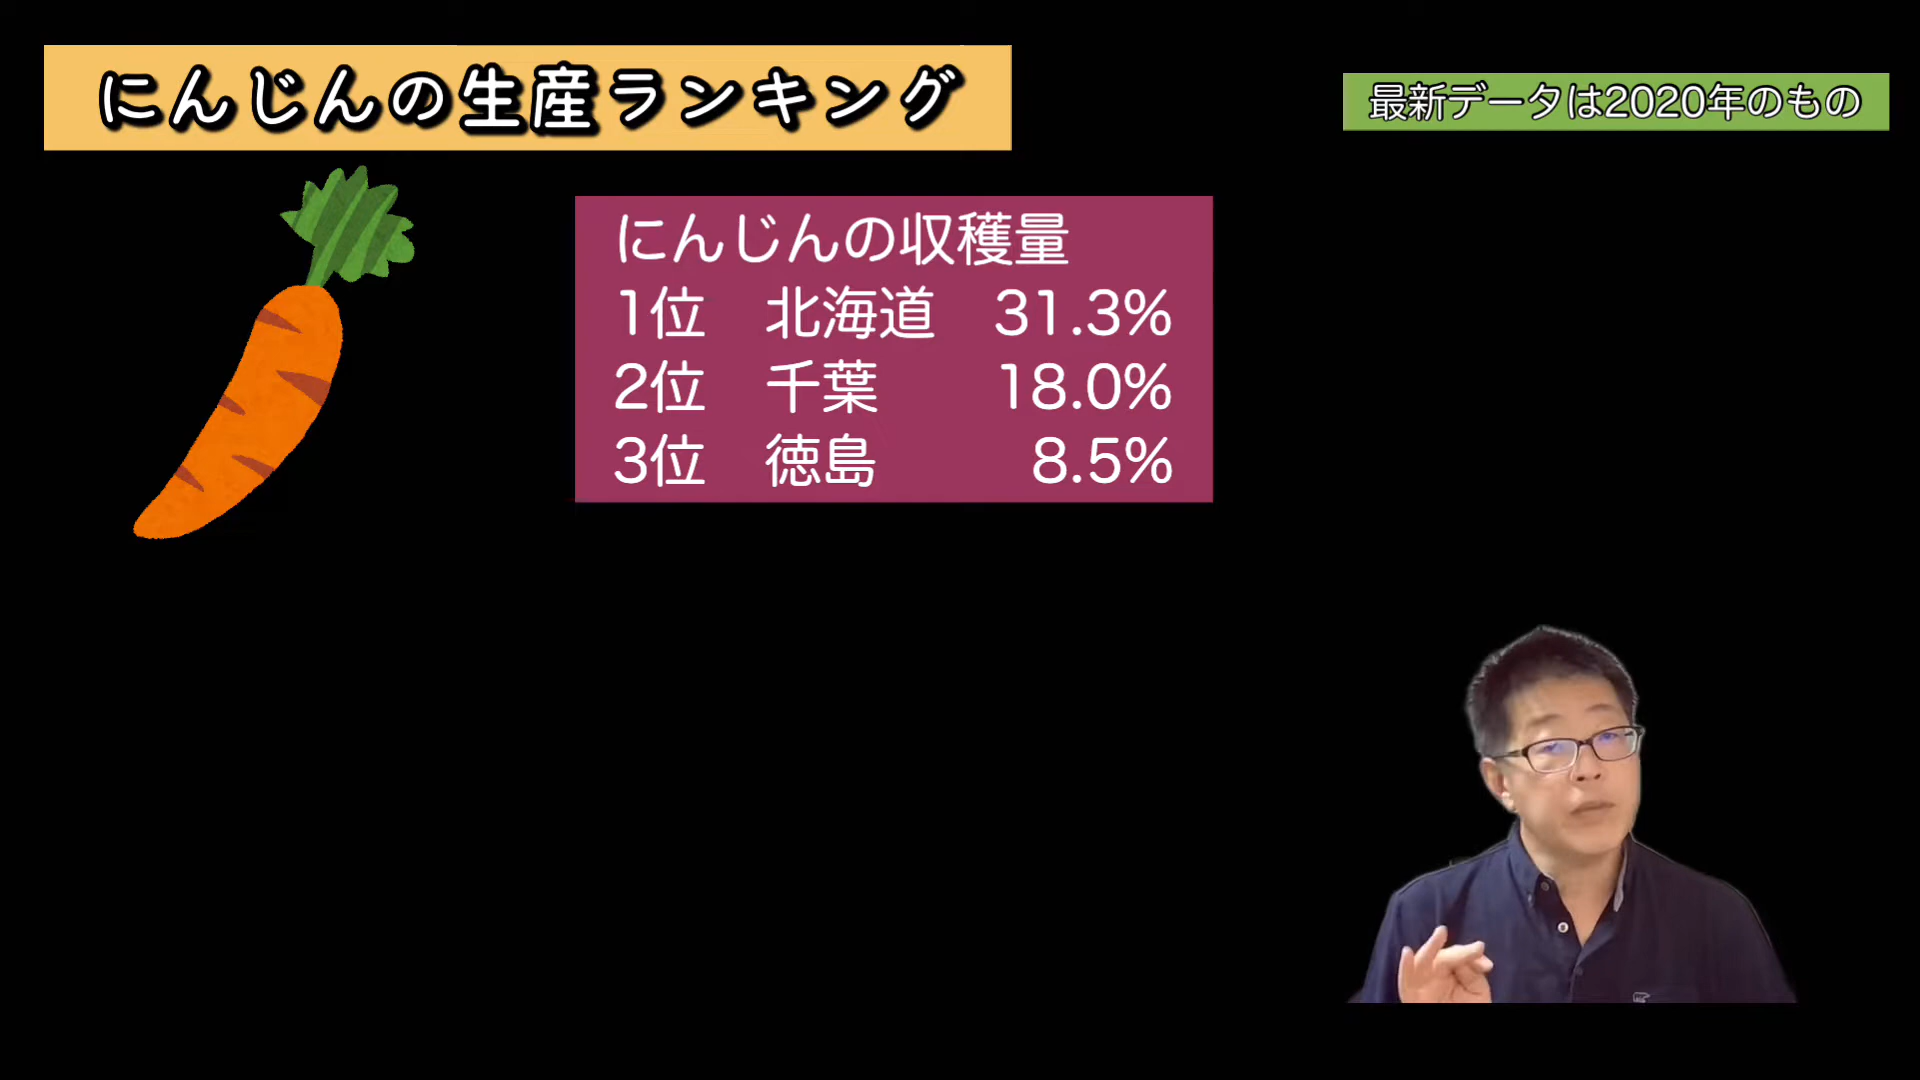 にんじんの生産ランキング
最新データは2020年のもの
にんじんの収穫量
1位 北海道 31.3%
2位 千葉 18.0%
3位 徳島 8.5%